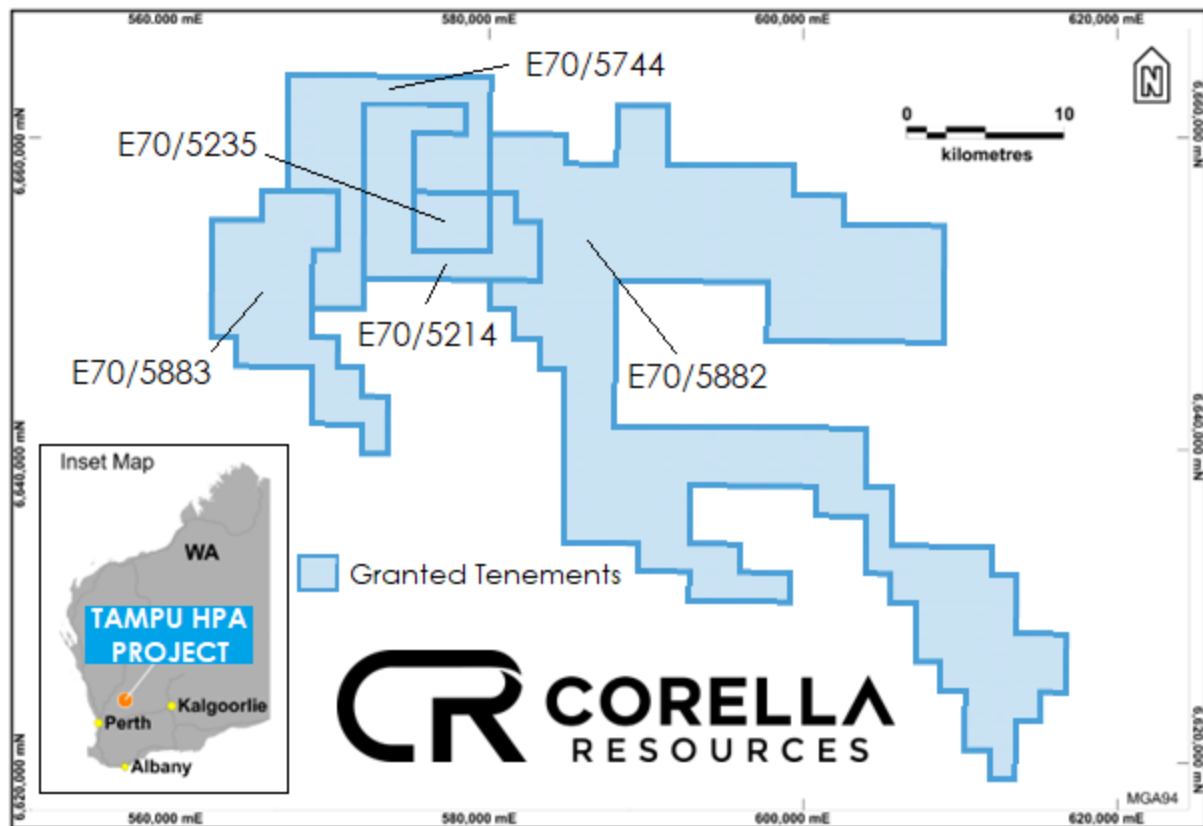 560.000 mE
580,000 mE
600,000 mE
620,000 mE
E70/5744
N
0 10
kilometres
E70/5235
6,660,000 mN
6,660,000 mN
E70/5214
E70/5883
E70/5882
6,640,000 mN
6,640,000 mN
Inset Map
WA
Granted Tenements
TAMPU HPA
PROJECT
Kalgoorlie
Perth
Albany
CR CORELLA
RESOURCES
6,620,000 mN
6,620,000 mN
MGA94
560,000 mE
580,000 mE
600,000 mE
620,000 mE